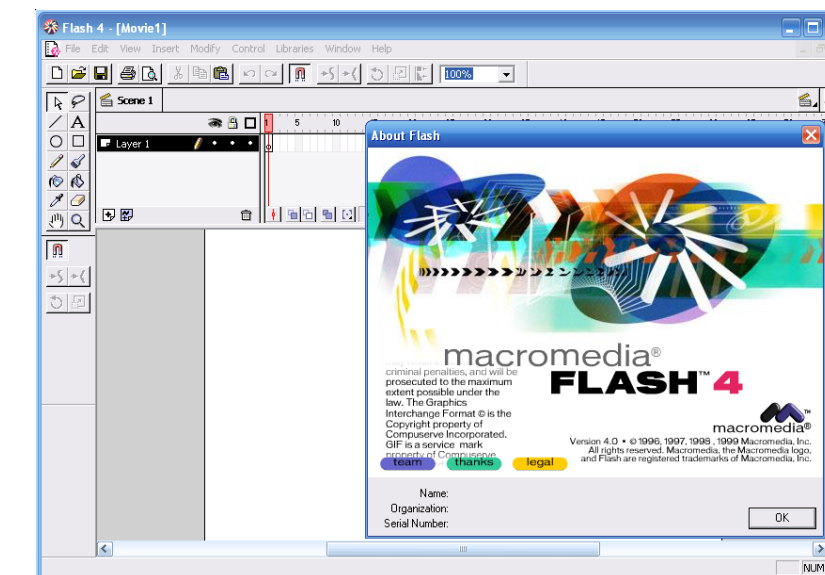 Flash 4 - [Movie1]
File Edit View Insert Modify Control Libraries Window Help
100%
Scene 1
1 5 10
Layer 1
About Flash
macromedia®
FLASH™ 4
criminal penalties, and will be
prosecuted to the maximum
extent possible under the
law. The Graphics
Interchange Format © is the
Copyright property of
Compuserve Incorporated.
GIF is a service mark
property of Compuserve
macromedia®
Version 4.0 • © 1996, 1997, 1998 , 1999 Macromedia, Inc.
All rights reserved. Macromedia, the Macromedia logo,
and Flash are registered trademarks of Macromedia, Inc.
team thanks legal
Name:
Organization:
Serial Number:
OK
NUM